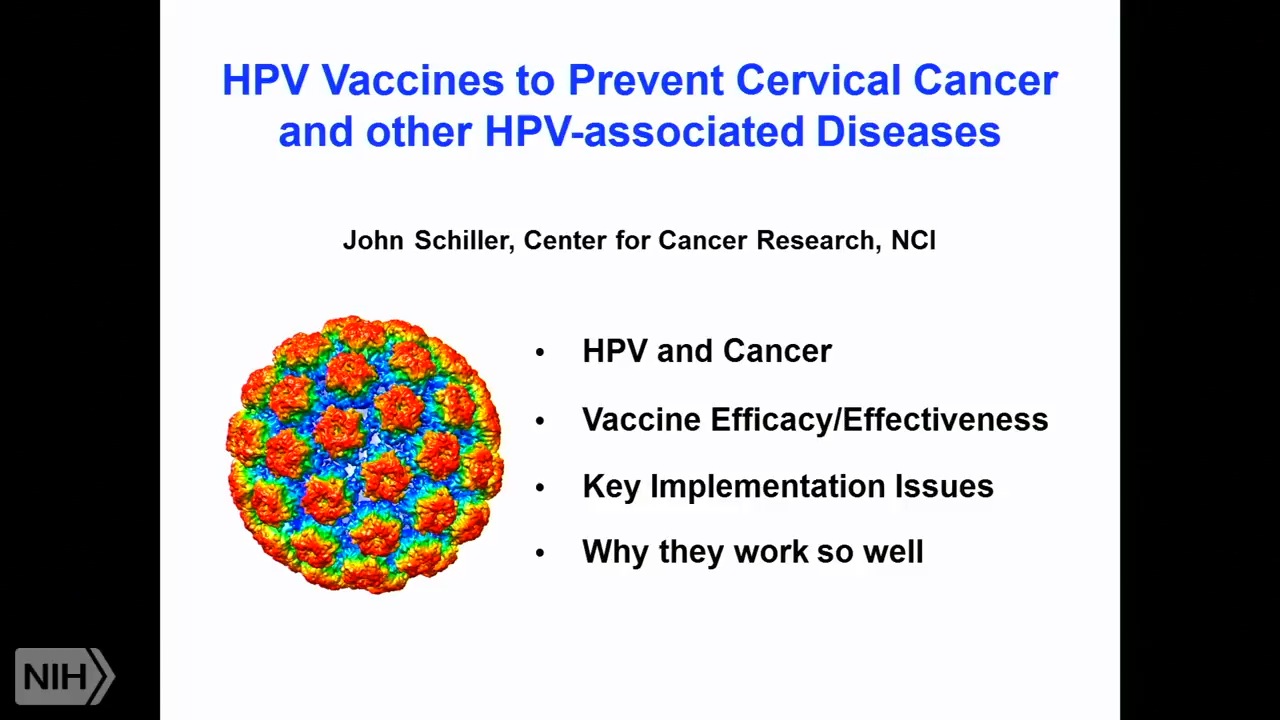 HPV Vaccines to Prevent Cervical Cancer
and other HPV-associated Diseases
John Schiller, Center for Cancer Research, NCI
• HPV and Cancer
• Vaccine Efficacy/Effectiveness
• Key Implementation Issues
• Why they work so well
NIH